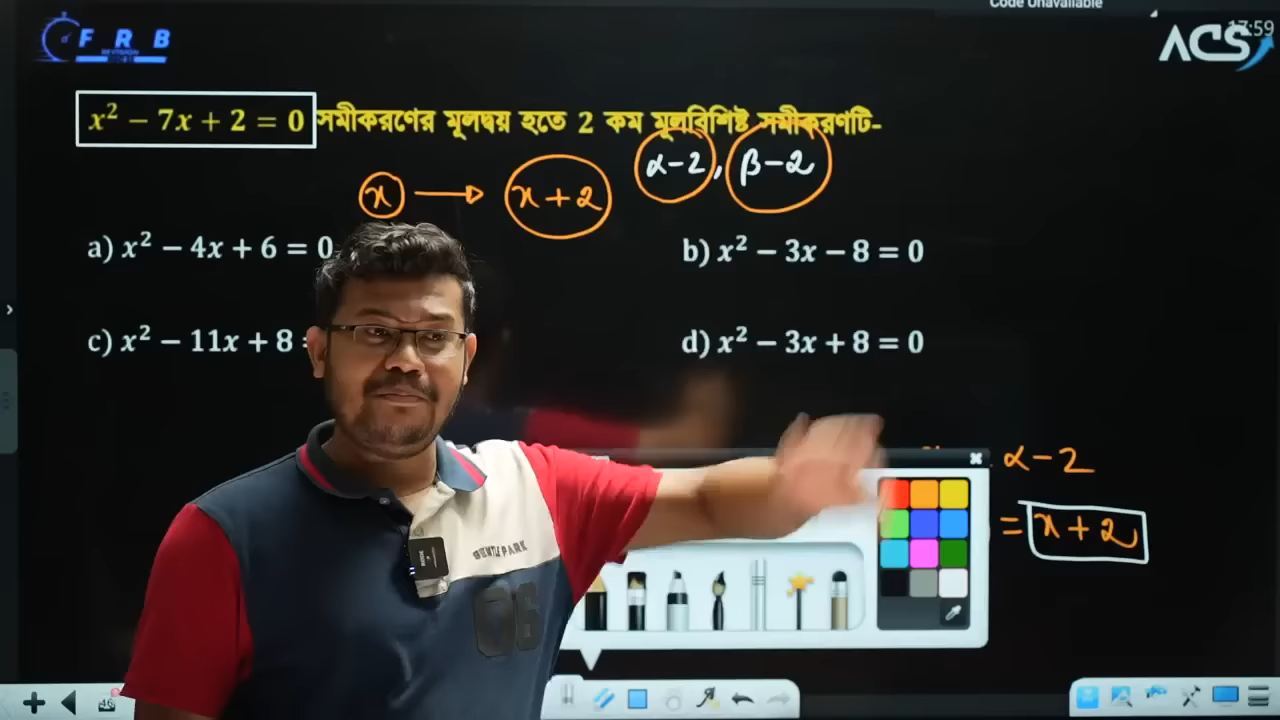 Code Unavailable
17:59
F R B
ACS
x² − 7x + 2 = 0 সমীকরণের মূলদ্বয় হতে 2 কম মূলবিশিষ্ট সমীকরণটি-
α−2, β−2
x → x+2
a) x² − 4x + 6 = 0
b) x² − 3x − 8 = 0
c) x² − 11x + 8
d) x² − 3x + 8 = 0
α−2
= x+2
BENTLE PARK